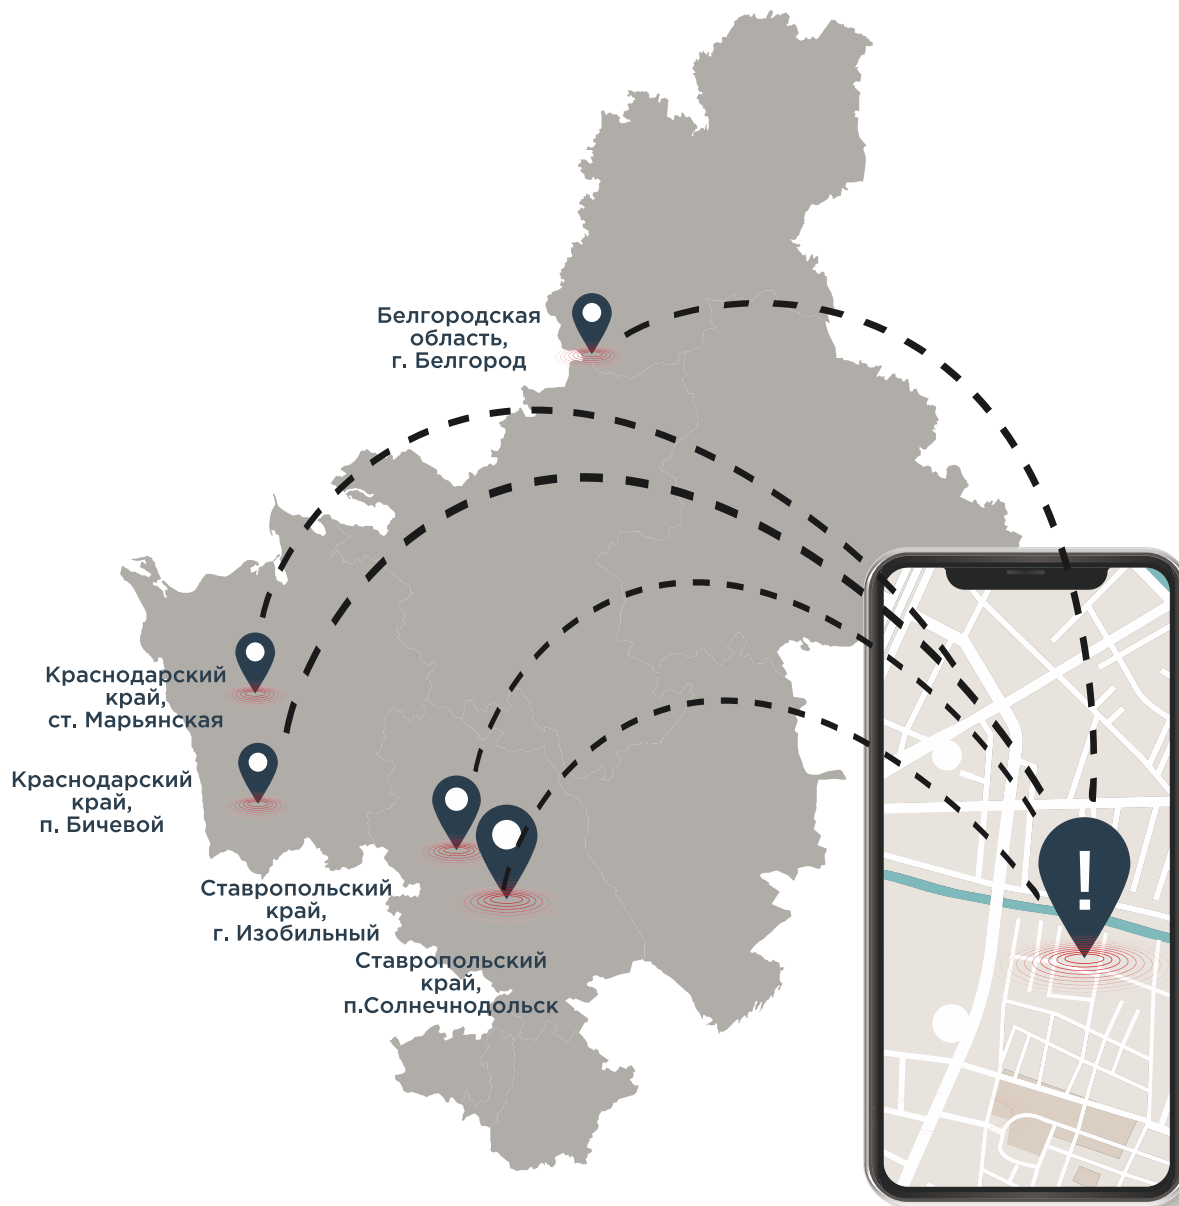 Белгородская
область,
г. Белгород
Краснодарский
край,
ст. Марьянская
Краснодарский
край,
п. Бичевой
Ставропольский
край,
г. Изобильный
Ставропольский
край,
п.Солнечнодольск
!